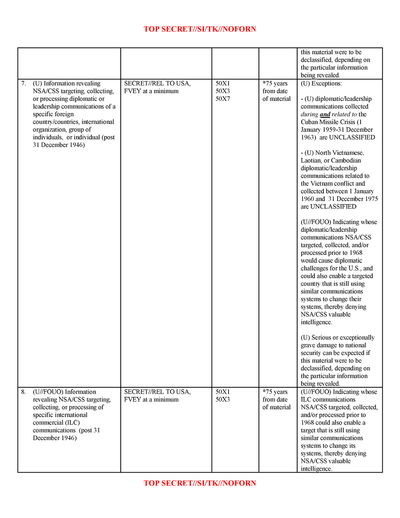 TOP SECRET//SI/TK//NOFORN
this material were to be
declassified, depending on
the particular information
being revealed.
7. (U) Information revealing
NSA/CSS targeting, collecting,
or processing diplomatic or
leadership communications of a
specific foreign
country/countries, international
organization, group of
individuals, or individual (post
31 December 1946)
SECRET//REL TO USA,
FVEY at a minimum
50X1
50X3
50X7
*75 years
from date
of material
(U) Exceptions:
- (U) diplomatic/leadership
communications collected
during and related to the
Cuban Missile Crisis (1
January 1959-31 December
1963) are UNCLASSIFIED
- (U) North Vietnamese,
Laotian, or Cambodian
diplomatic/leadership
communications related to
the Vietnam conflict and
collected between 1 January
1960 and 31 December 1975
are UNCLASSIFIED
(U//FOUO) Indicating whose
diplomatic/leadership
communications NSA/CSS
targeted, collected, and/or
processed prior to 1968
would cause diplomatic
challenges for the U.S., and
could also enable a targeted
country that is still using
similar communications
systems to change their
systems, thereby denying
NSA/CSS valuable
intelligence.
(U) Serious or exceptionally
grave damage to national
security can be expected if
this material were to be
declassified, depending on
the particular information
being revealed.
8. (U//FOUO) Information
revealing NSA/CSS targeting,
collecting, or processing of
specific international
commercial (ILC)
communications (post 31
December 1946)
SECRET//REL TO USA,
FVEY at a minimum
50X1
50X3
*75 years
from date
of material
(U//FOUO) Indicating whose
ILC communications
NSA/CSS targeted, collected,
and/or processed prior to
1968 could also enable a
target that is still using
similar communications
systems to change its
systems, thereby denying
NSA/CSS valuable
intelligence.
TOP SECRET//SI/TK//NOFORN